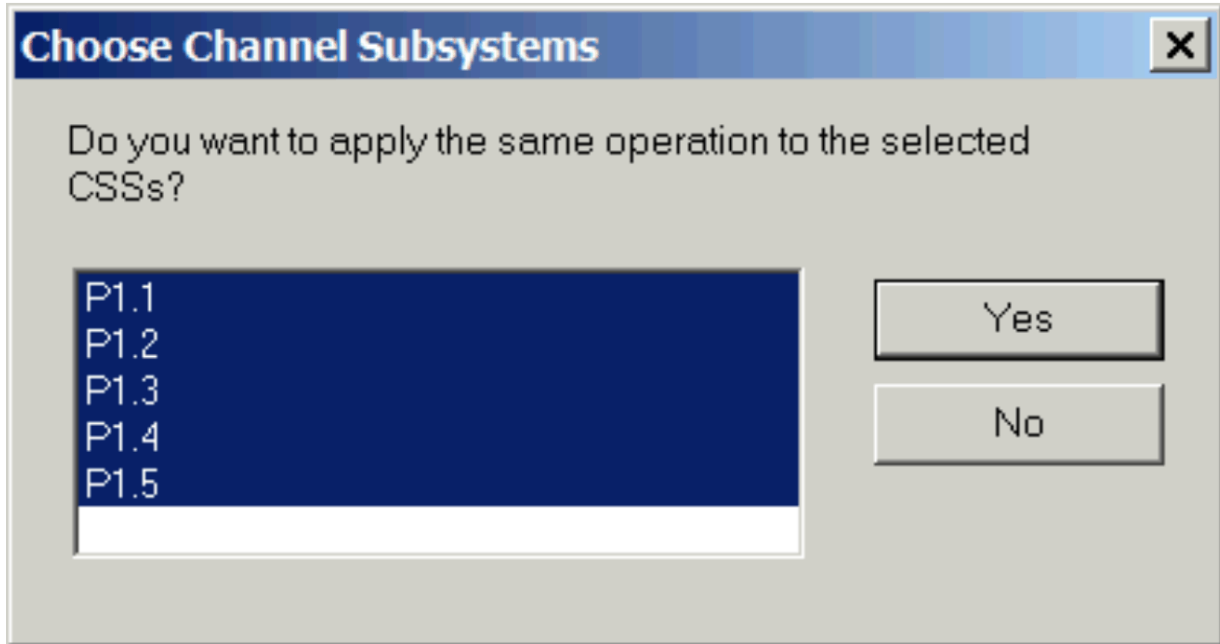 Choose Channel Subsystems
Do you want to apply the same operation to the selected
CSSs?
P1.1
P1.2
P1.3
P1.4
P1.5
Yes
No